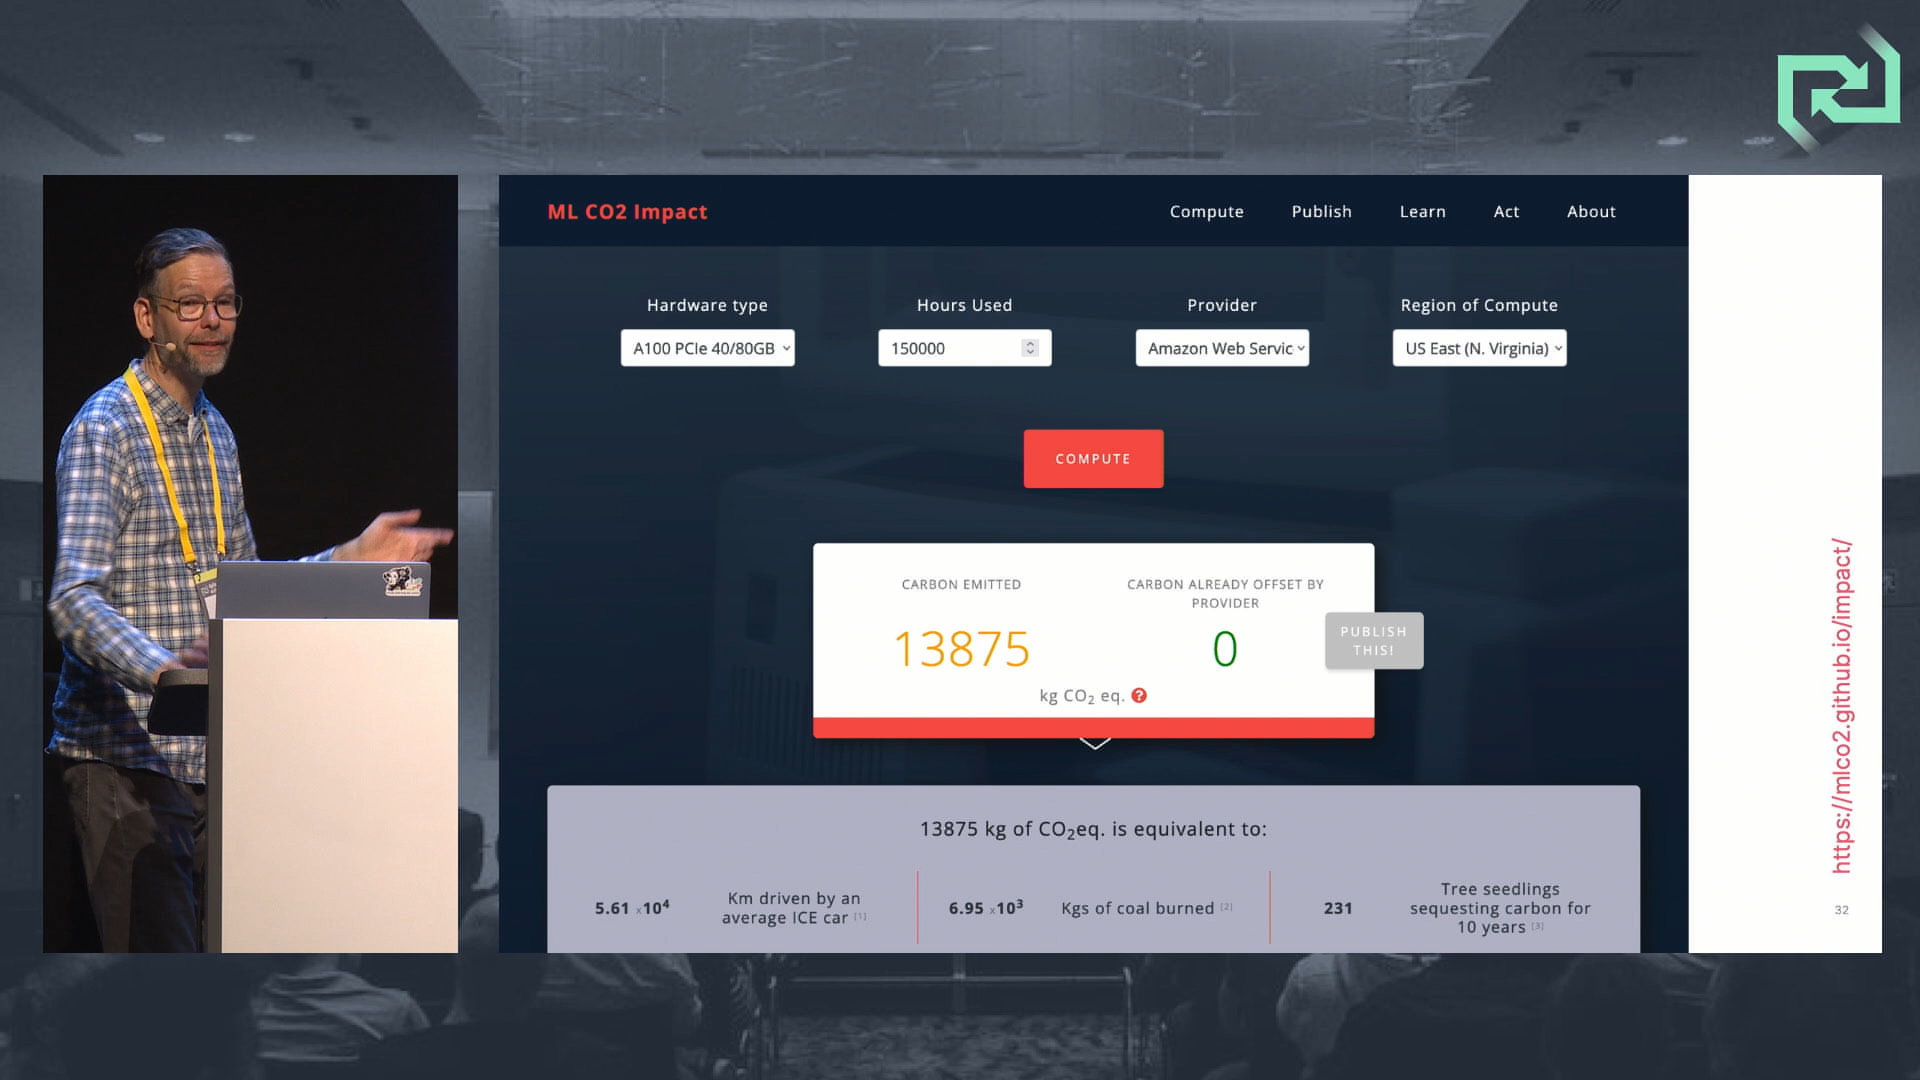 ML CO2 Impact
Compute
Publish
Learn
Act
About
Hardware type
Hours Used
Provider
Region of Compute
A100 PCIe 40/80GB
150000
Amazon Web Servic
US East (N. Virginia)
COMPUTE
CARBON EMITTED
CARBON ALREADY OFFSET BY
PROVIDER
13875
0
kg CO₂ eq. ?
PUBLISH
THIS!
13875 kg of CO₂eq. is equivalent to:
5.61 x10⁴
Km driven by an
average ICE car [1]
6.95 x10³
Kgs of coal burned [2]
231
Tree seedlings
sequesting carbon for
10 years [3]
https://mlco2.github.io/impact/
32